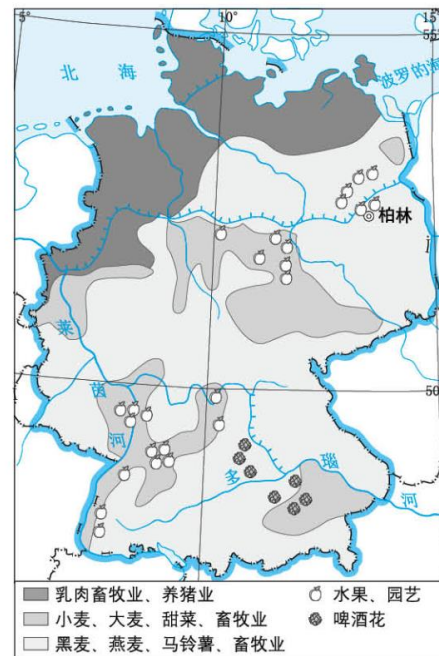 5° 10° 15°
55°
北 海
波罗的海
柏林
莱
茵
河
50°
多 瑙 河
乳肉畜牧业、养猪业
水果、园艺
小麦、大麦、甜菜、畜牧业
啤酒花
黑麦、燕麦、马铃薯、畜牧业